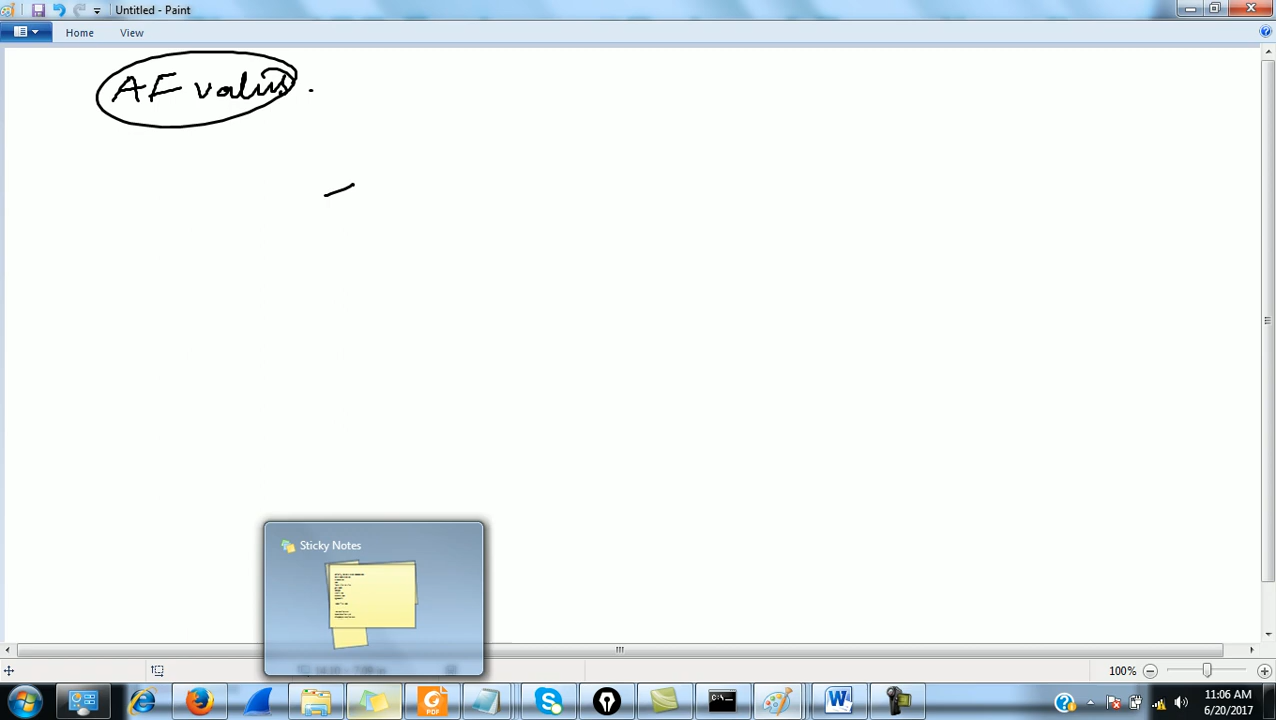 Untitled - Paint
Home View
AF value
Sticky Notes
100%
11:06 AM
6/20/2017